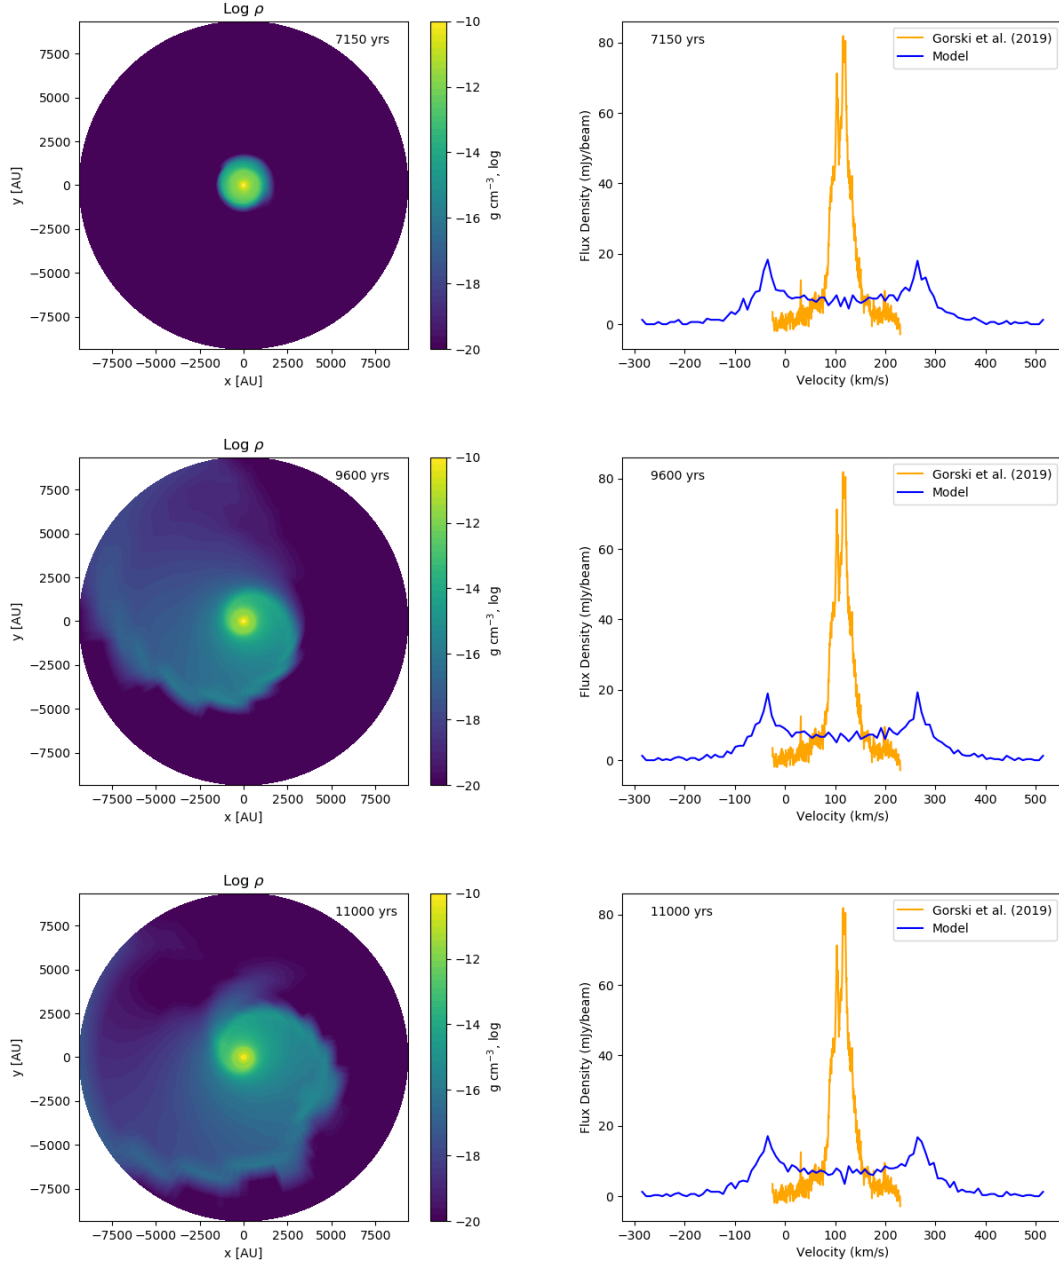 Log ρ
7150 yrs
7500
5000
2500
0
−2500
−5000
−7500
y [AU]
−7500 −5000 −2500 0 2500 5000 7500
x [AU]
−10
−12
−14
−16
−18
−20
g cm⁻³, log
7150 yrs
Gorski et al. (2019)
Model
80
60
40
20
0
Flux Density (mJy/beam)
−300 −200 −100 0 100 200 300 400 500
Velocity (km/s)
Log ρ
9600 yrs
7500
5000
2500
0
−2500
−5000
−7500
y [AU]
−7500 −5000 −2500 0 2500 5000 7500
x [AU]
−10
−12
−14
−16
−18
−20
g cm⁻³, log
9600 yrs
Gorski et al. (2019)
Model
80
60
40
20
0
Flux Density (mJy/beam)
−300 −200 −100 0 100 200 300 400 500
Velocity (km/s)
Log ρ
11000 yrs
7500
5000
2500
0
−2500
−5000
−7500
y [AU]
−7500 −5000 −2500 0 2500 5000 7500
x [AU]
−10
−12
−14
−16
−18
−20
g cm⁻³, log
11000 yrs
Gorski et al. (2019)
Model
80
60
40
20
0
Flux Density (mJy/beam)
−300 −200 −100 0 100 200 300 400 500
Velocity (km/s)